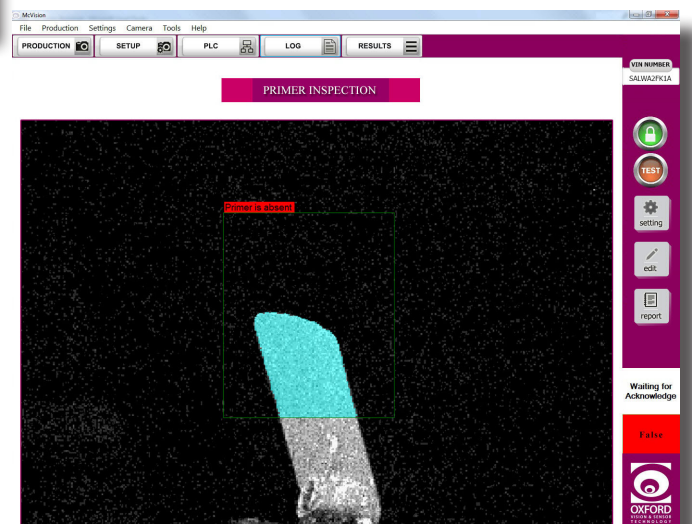 McVision
File Production Settings Camera Tools Help
PRODUCTION SETUP PLC LOG RESULTS
VIN NUMBER
SALWA2FK1A
PRIMER INSPECTION
TEST
Primer is absent
setting
edit
report
Waiting for
Acknowledge
False
OXFORD
VISION & SENSOR
TECHNOLOGY